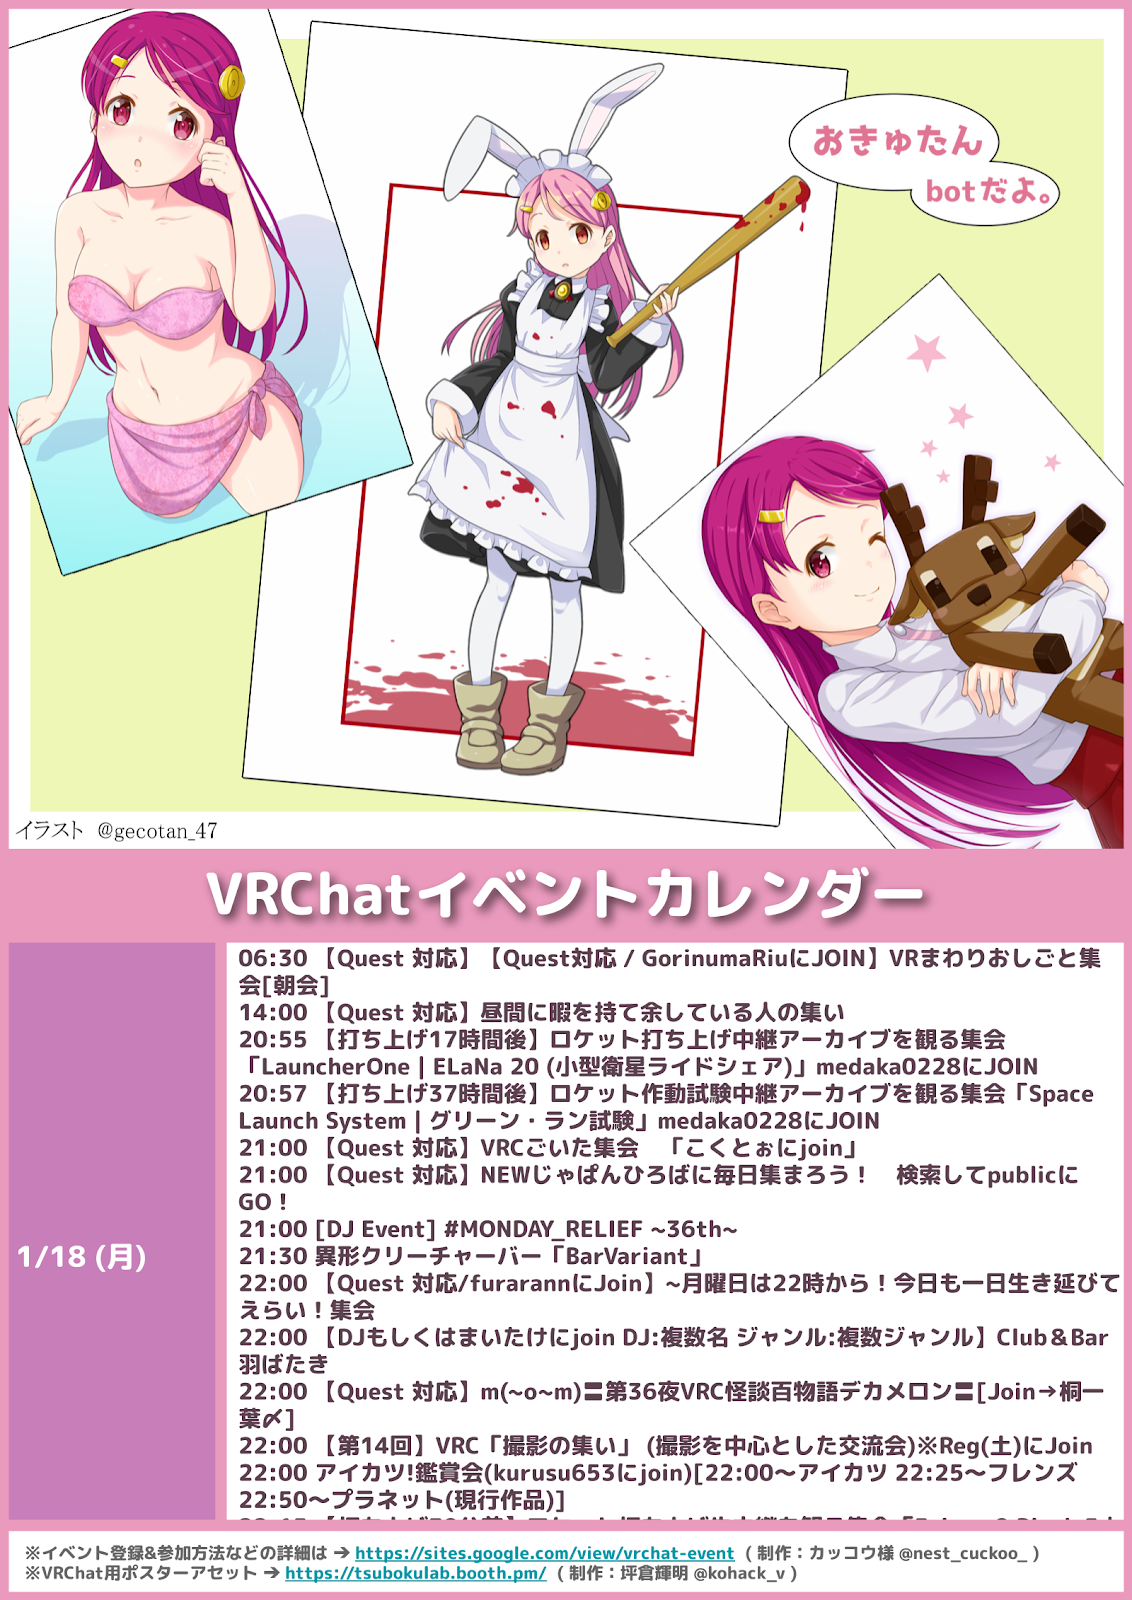 おきゅたん
botだよ。
イラスト @gecotan_47
VRChatイベントカレンダー
1/18 (月)
06:30 【Quest 対応】【Quest対応 / GorinumaRiuにJOIN】VRまわりおしごと集
会[朝会]
14:00 【Quest 対応】昼間に暇を持て余している人の集い
20:55 【打ち上げ17時間後】ロケット打ち上げ中継アーカイブを観る集会
「LauncherOne | ELaNa 20 (小型衛星ライドシェア)」medaka0228にJOIN
20:57 【打ち上げ37時間後】ロケット作動試験中継アーカイブを観る集会「Space
Launch System | グリーン・ラン試験」medaka0228にJOIN
21:00 【Quest 対応】VRCごいた集会　「こくとぉにjoin」
21:00 【Quest 対応】NEWじゃぱんひろばに毎日集まろう！　検索してpublicに
GO！
21:00 [DJ Event] #MONDAY_RELIEF ~36th~
21:30 異形クリーチャーバー「BarVariant」
22:00 【Quest 対応/furarannにJoin】~月曜日は22時から！今日も一日生き延びて
えらい！集会
22:00 【DJもしくはまいたけにjoin DJ:複数名 ジャンル:複数ジャンル】Club＆Bar
羽ばたき
22:00 【Quest 対応】m(~o~m)〓第36夜VRC怪談百物語デカメロン〓[Join→桐一
葉〆]
22:00 【第14回】VRC「撮影の集い」 (撮影を中心とした交流会)※Reg(土)にJoin
22:00 アイカツ!鑑賞会(kurusu653にjoin)[22:00～アイカツ 22:25～フレンズ
22:50～プラネット(現行作品)]
※イベント登録&参加方法などの詳細は → https://sites.google.com/view/vrchat-event ( 制作：カッコウ様 @nest_cuckoo_ )
※VRChat用ポスターアセット → https://tsubokulab.booth.pm/ ( 制作：坪倉輝明 @kohack_v )